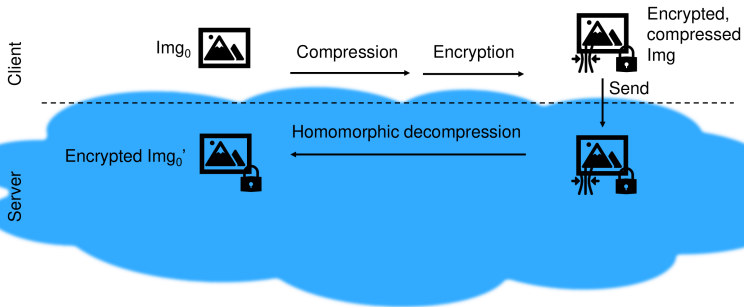 Client
Img₀
Compression
Encryption
Encrypted,
compressed
Img
Send
Server
Encrypted Img₀’
Homomorphic decompression